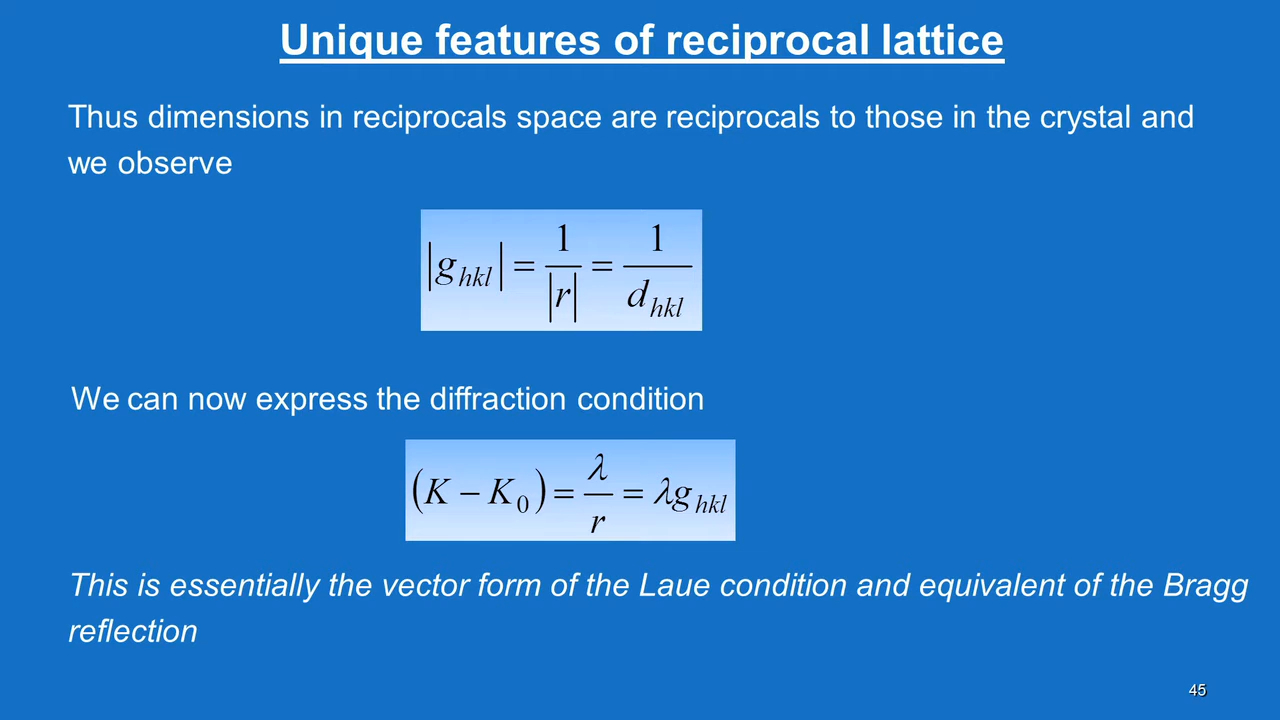 Unique features of reciprocal lattice
Thus dimensions in reciprocals space are reciprocals to those in the crystal and
we observe
|g_hkl| = 1/|r| = 1/d_hkl
We can now express the diffraction condition
(K − K_0) = λ/r = λg_hkl
This is essentially the vector form of the Laue condition and equivalent of the Bragg
reflection
45